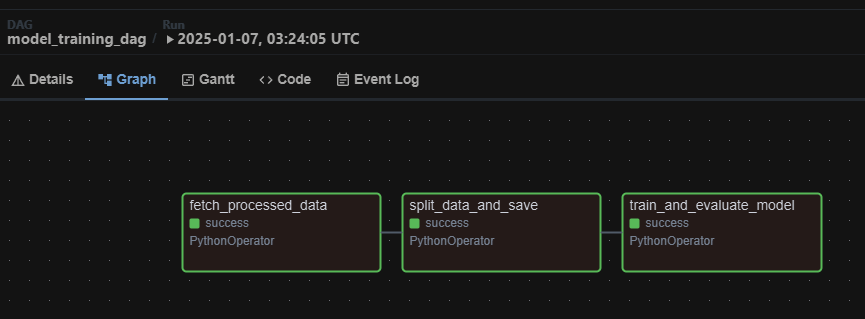 DAG
Run
model_training_dag / 2025-01-07, 03:24:05 UTC
Details Graph Gantt Code Event Log
fetch_processed_data
success
PythonOperator
split_data_and_save
success
PythonOperator
train_and_evaluate_model
success
PythonOperator